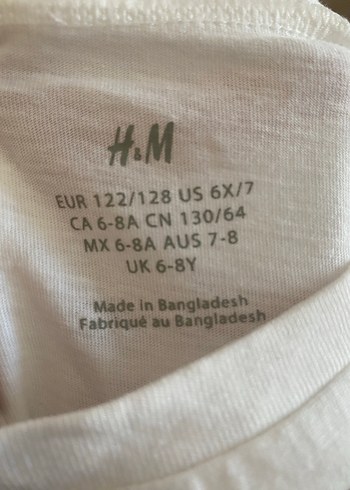 H&M
EUR 122/128 US 6X/7
CA 6-8A CN 130/64
MX 6-8A AUS 7-8
UK 6-8Y
Made in Bangladesh
Fabriqué au Bangladesh